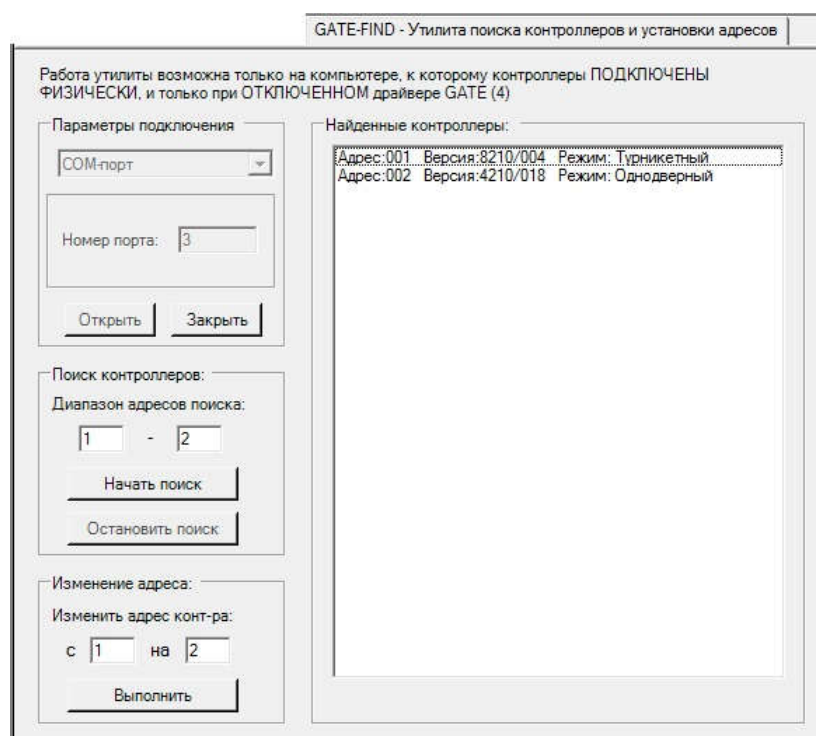 GATE-FIND - Утилита поиска контроллеров и установки адресов
Работа утилиты возможна только на компьютере, к которому контроллеры ПОДКЛЮЧЕНЫ
ФИЗИЧЕСКИ, и только при ОТКЛЮЧЕННОМ драйвере GATE (4)
Параметры подключения
COM-порт
Номер порта: 3
Открыть Закрыть
Поиск контроллеров:
Диапазон адресов поиска:
1 - 2
Начать поиск
Остановить поиск
Изменение адреса:
Изменить адрес конт-ра:
с 1 на 2
Выполнить
Найденные контроллеры:
Адрес:001 Версия:8210/004 Режим: Турникетный
Адрес:002 Версия:4210/018 Режим: Однодверный